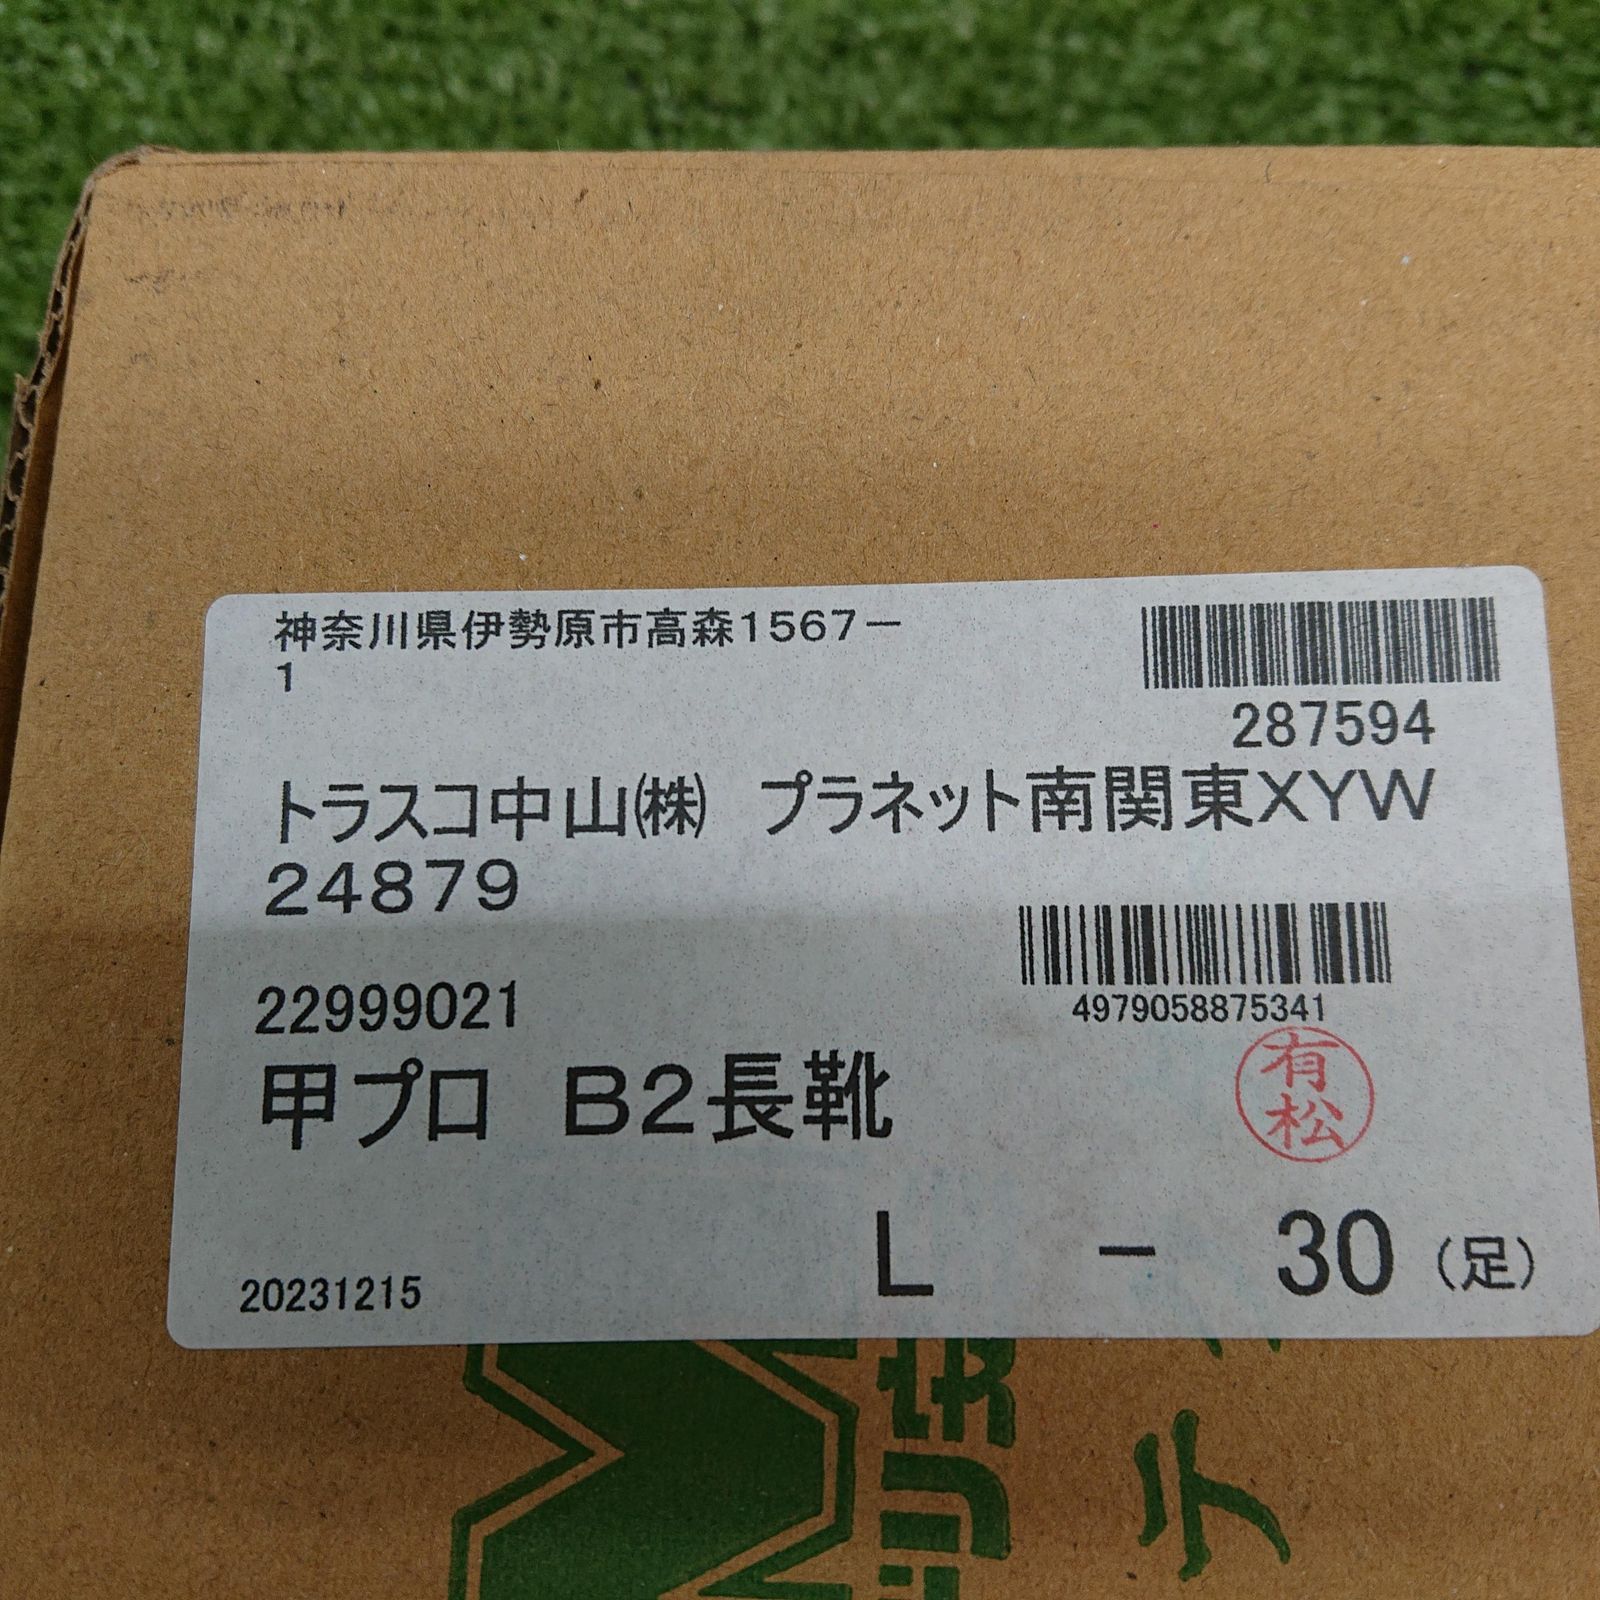 神奈川県伊勢原市高森1567－
1
287594
トラスコ中山㈱　プラネット南関東XYW
24879
22999021
4979058875341
甲プロ　B2長靴
有松
L － 30（足）
20231215
テ